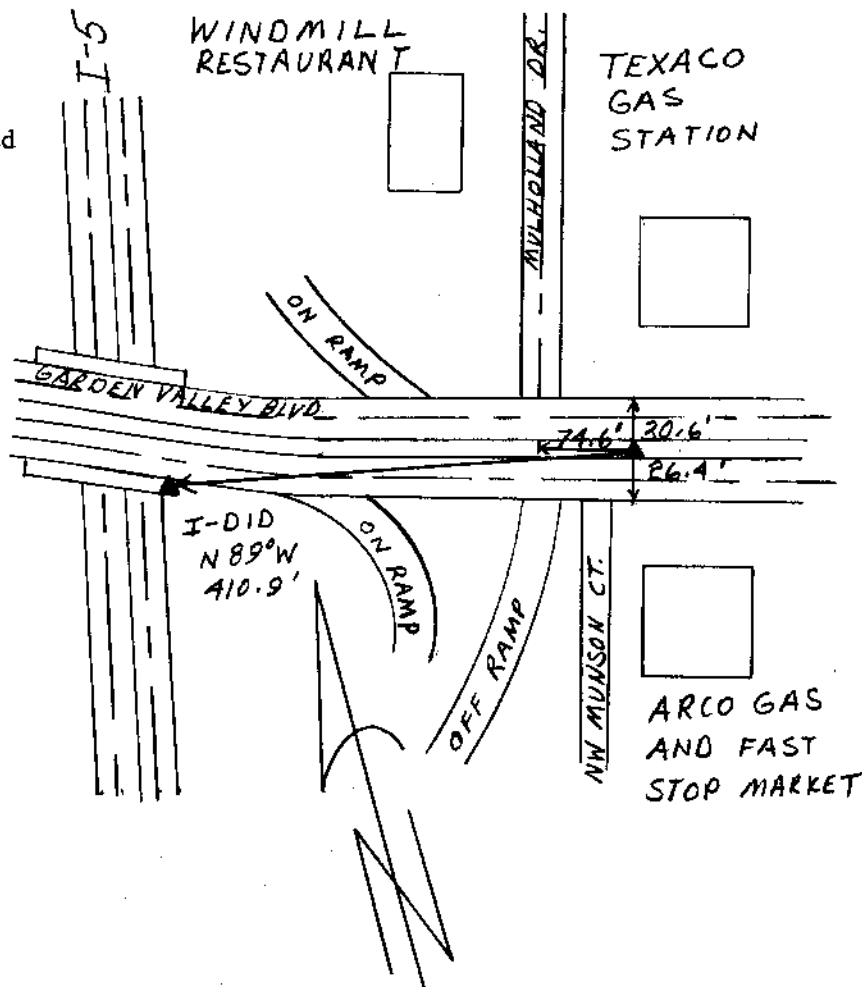 I-5
WINDMILL
RESTAURANT
MULHOLLAND DR.
TEXACO
GAS
STATION
ON RAMP
GARDEN VALLEY BLVD.
74.6'
20.6'
26.4'
I-DID
N 89°W
410.9'
ON RAMP
OFF RAMP
NW MUNSON CT.
ARCO GAS
AND FAST
STOP MARKET
N